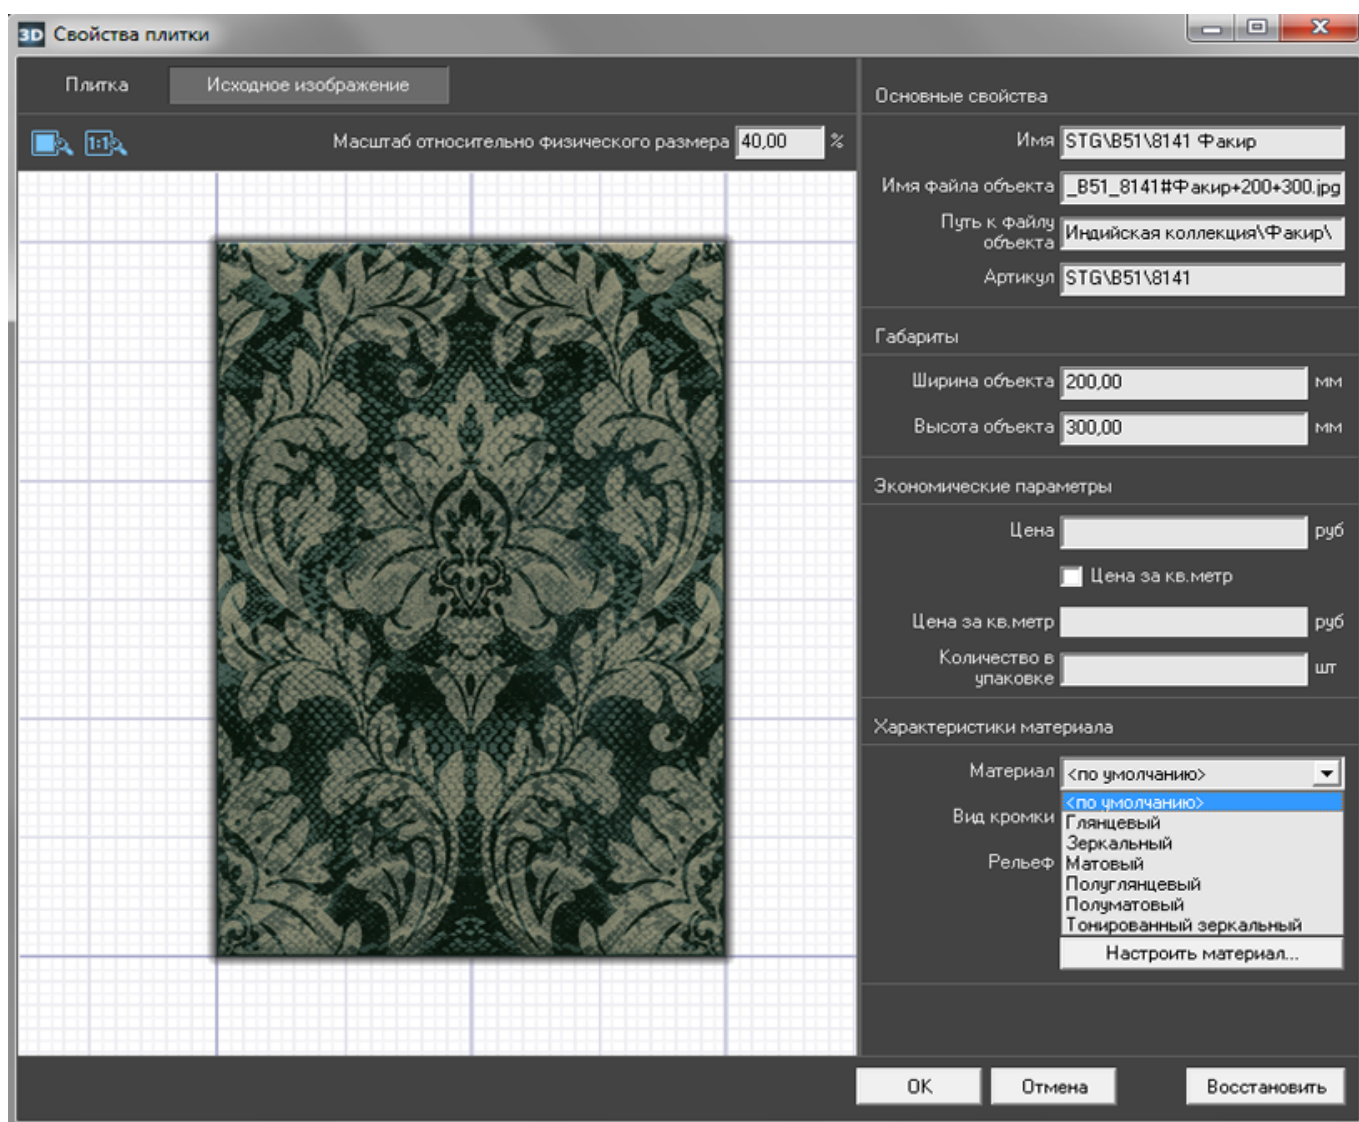 3D Свойства плитки
Плитка
Исходное изображение
1:1
Масштаб относительно физического размера 40,00 %
Основные свойства
Имя STG\B51\8141 Факир
Имя файла объекта _B51_8141#Факир+200+300.jpg
Путь к файлу
объекта
Индийская коллекция\Факир\
Артикул STG\B51\8141
Габариты
Ширина объекта 200,00 мм
Высота объекта 300,00 мм
Экономические параметры
Цена руб
Цена за кв.метр
Цена за кв.метр руб
Количество в
упаковке
шт
Характеристики материала
Материал <по умолчанию>
<по умолчанию>
Вид кромки
Глянцевый
Зеркальный
Рельеф
Матовый
Полуглянцевый
Полуматовый
Тонированный зеркальный
Настроить материал...
OK
Отмена
Восстановить